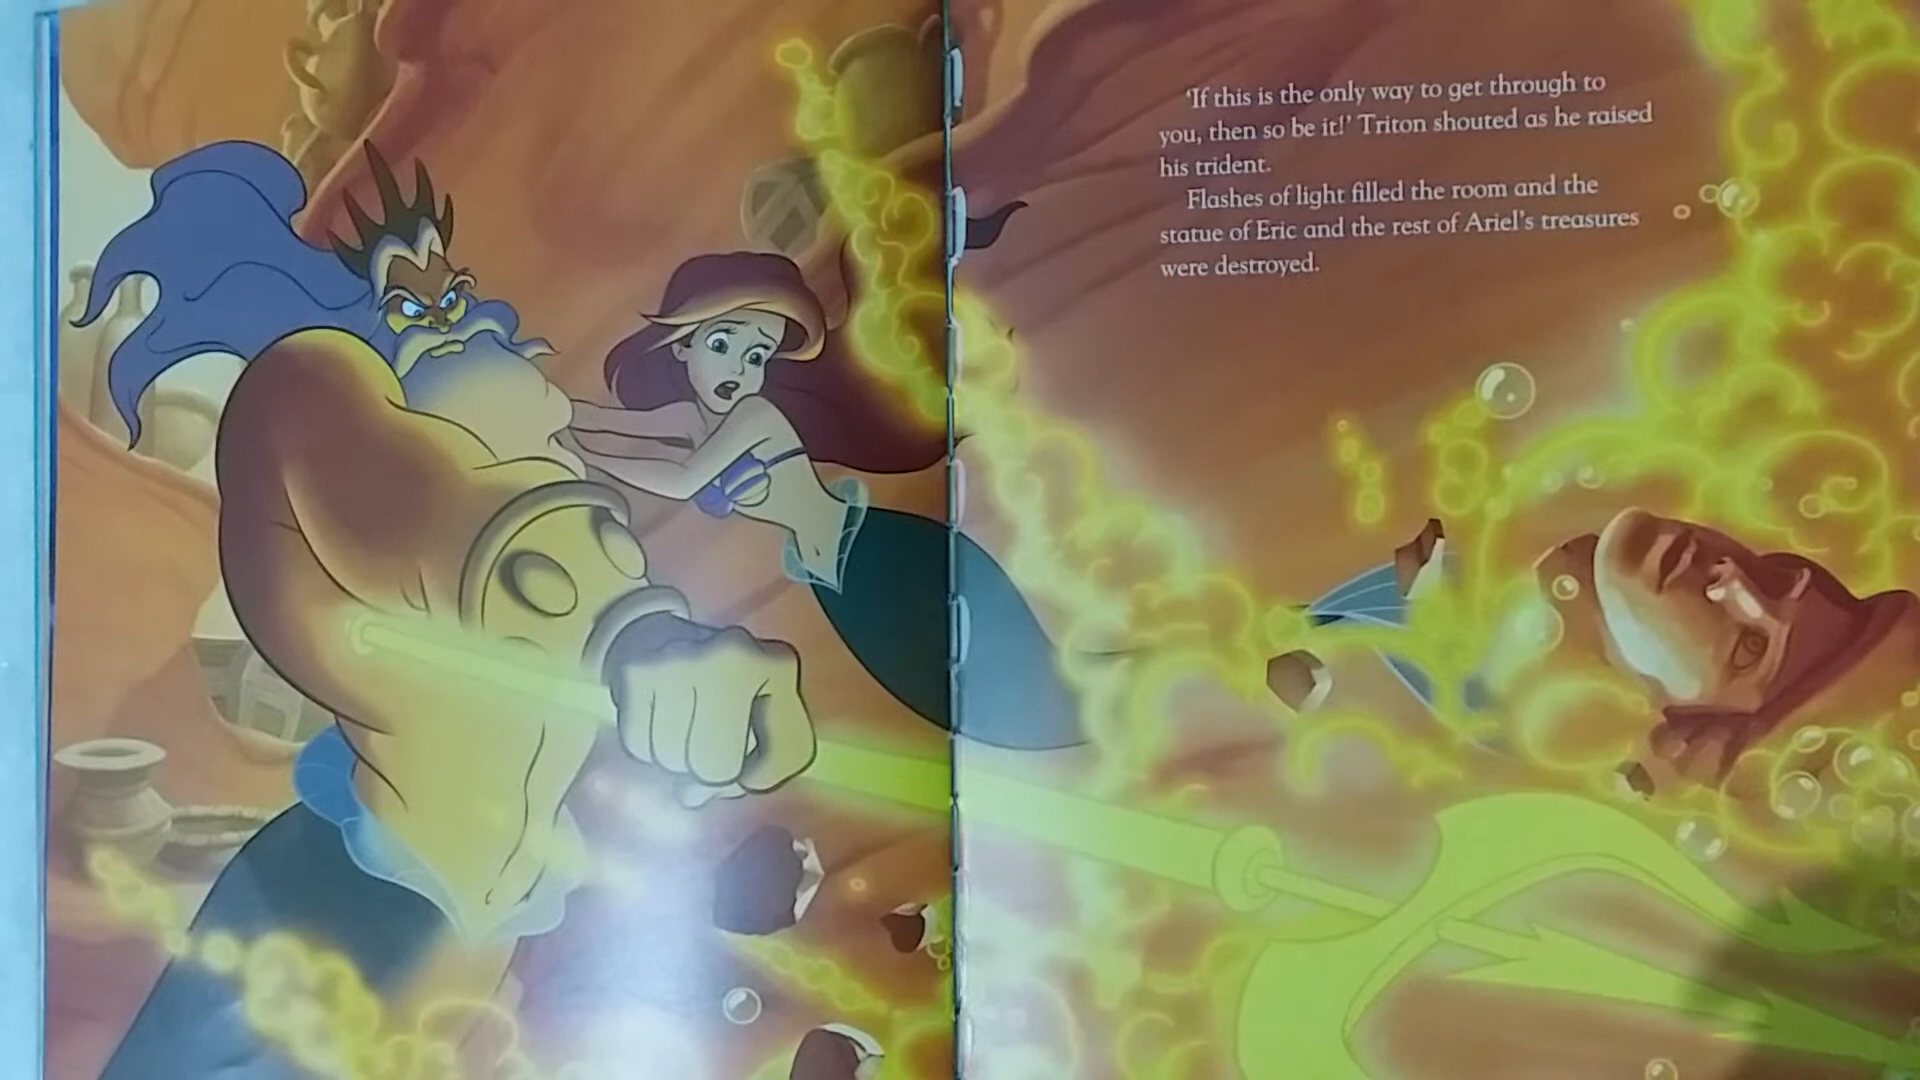 ‘If this is the only way to get through to
you, then so be it!’ Triton shouted as he raised
his trident.
Flashes of light filled the room and the
statue of Eric and the rest of Ariel’s treasures
were destroyed.